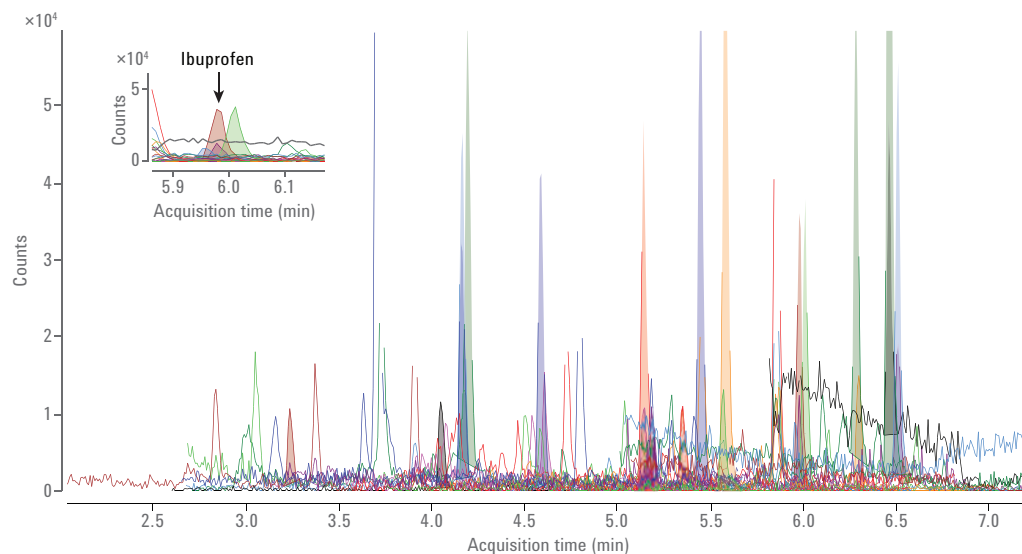 ×10⁴
5
4
3
2
1
0
Counts
2.5 3.0 3.5 4.0 4.5 5.0 5.5 6.0 6.5 7.0
Acquisition time (min)
Ibuprofen
×10⁴
5
0
Counts
5.9 6.0 6.1
Acquisition time (min)